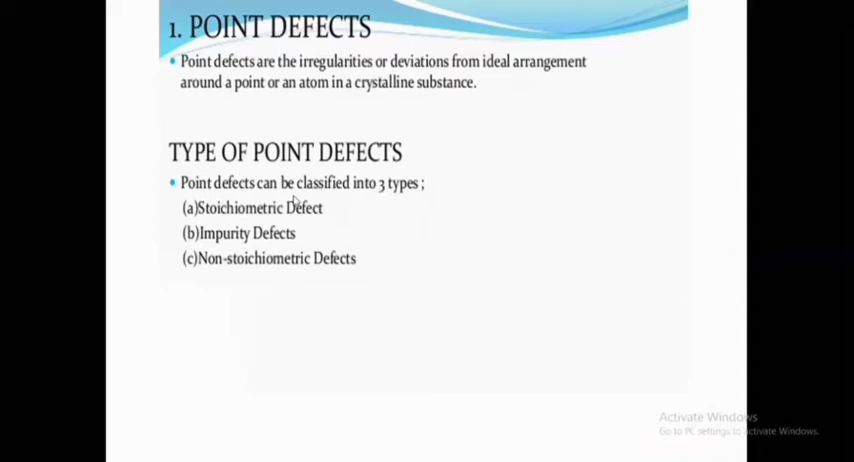 1. POINT DEFECTS
• Point defects are the irregularities or deviations from ideal arrangement
around a point or an atom in a crystalline substance.
TYPE OF POINT DEFECTS
• Point defects can be classified into 3 types ;
(a)Stoichiometric Defect
(b)Impurity Defects
(c)Non-stoichiometric Defects
Activate Windows
Go to PC settings to activate Windows.